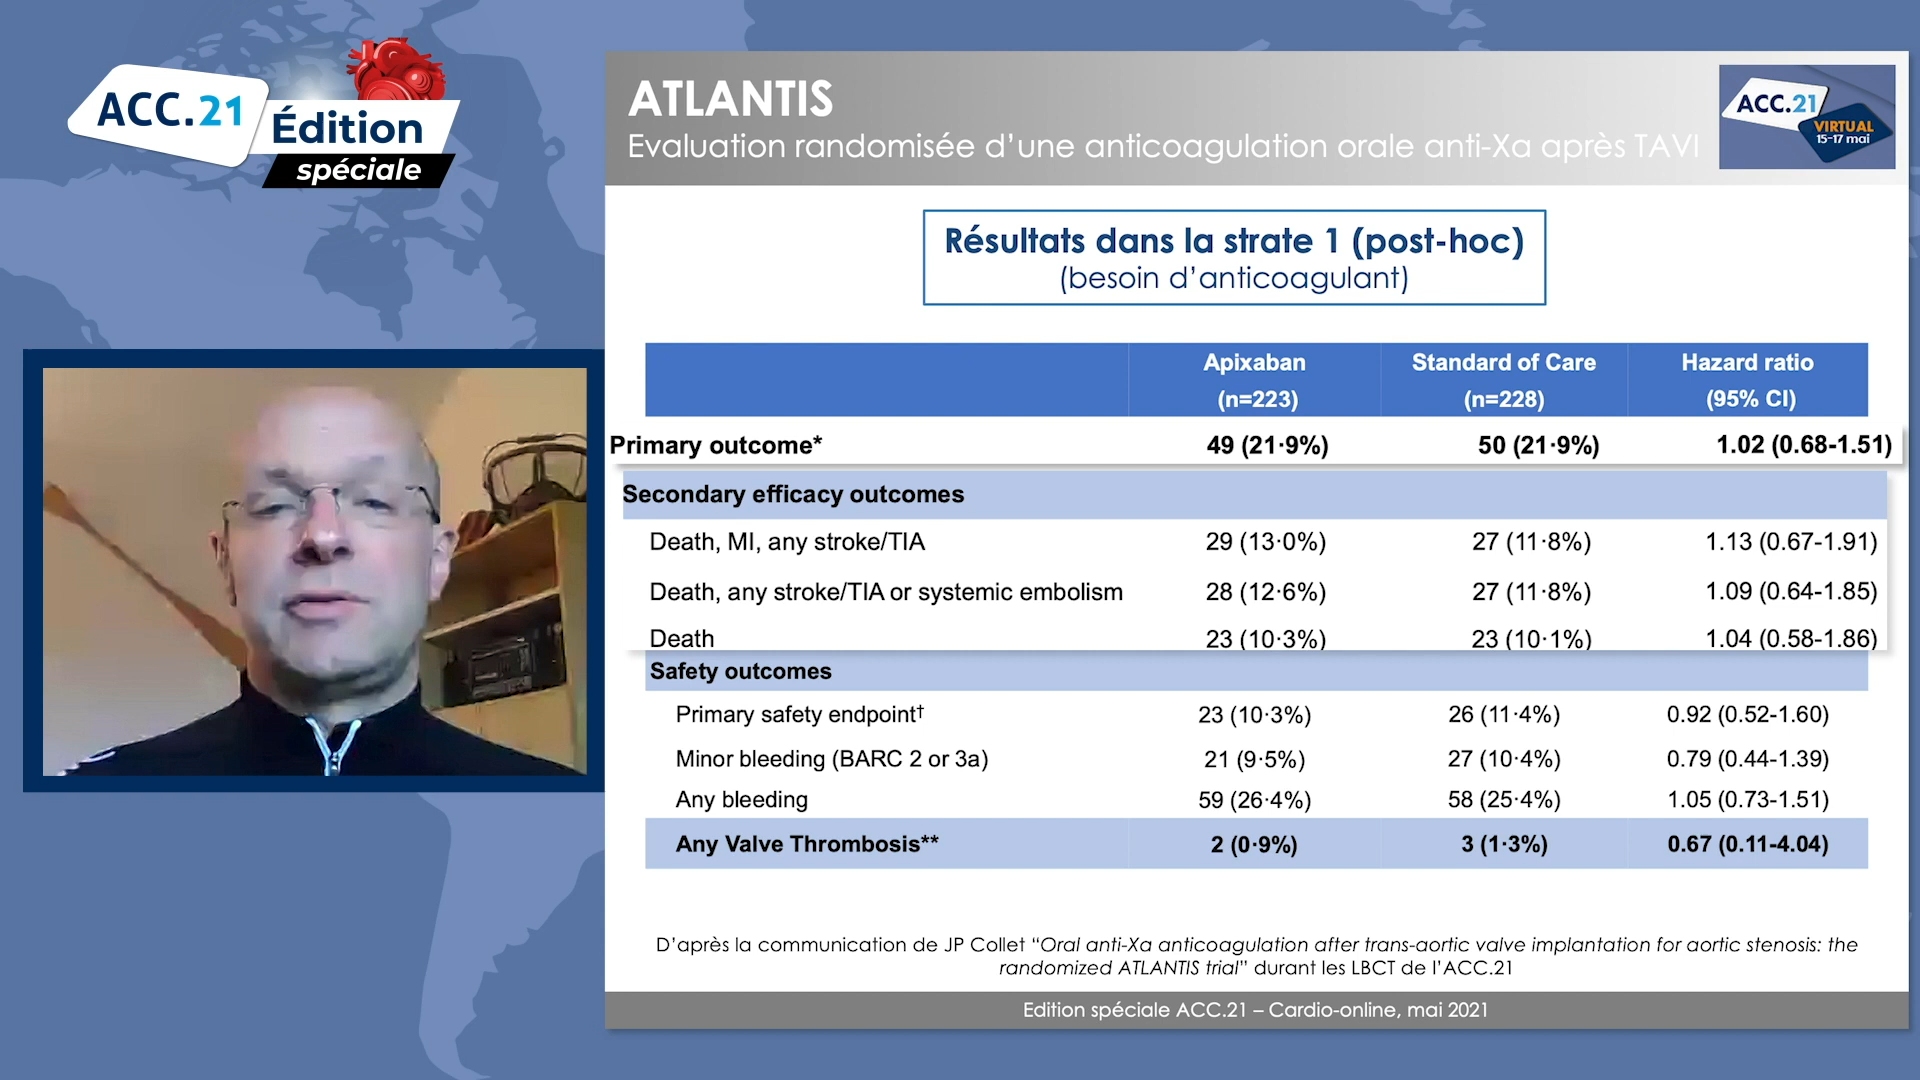 ACC.21
Édition
spéciale
ATLANTIS
Evaluation randomisée d’une anticoagulation orale anti-Xa après TAVI
ACC.21
VIRTUAL
15-17 mai
Résultats dans la strate 1 (post-hoc)
(besoin d’anticoagulant)
Apixaban Standard of Care Hazard ratio
(n=223) (n=228) (95% CI)
Primary outcome* 49 (21·9%) 50 (21·9%) 1.02 (0.68-1.51)
Secondary efficacy outcomes
Death, MI, any stroke/TIA 29 (13·0%) 27 (11·8%) 1.13 (0.67-1.91)
Death, any stroke/TIA or systemic embolism 28 (12·6%) 27 (11·8%) 1.09 (0.64-1.85)
Death 23 (10·3%) 23 (10·1%) 1.04 (0.58-1.86)
Safety outcomes
Primary safety endpoint† 23 (10·3%) 26 (11·4%) 0.92 (0.52-1.60)
Minor bleeding (BARC 2 or 3a) 21 (9·5%) 27 (10·4%) 0.79 (0.44-1.39)
Any bleeding 59 (26·4%) 58 (25·4%) 1.05 (0.73-1.51)
Any Valve Thrombosis** 2 (0·9%) 3 (1·3%) 0.67 (0.11-4.04)
D’après la communication de JP Collet “Oral anti-Xa anticoagulation after trans-aortic valve implantation for aortic stenosis: the
randomized ATLANTIS trial” durant les LBCT de l’ACC.21
Edition spéciale ACC.21 – Cardio-online, mai 2021